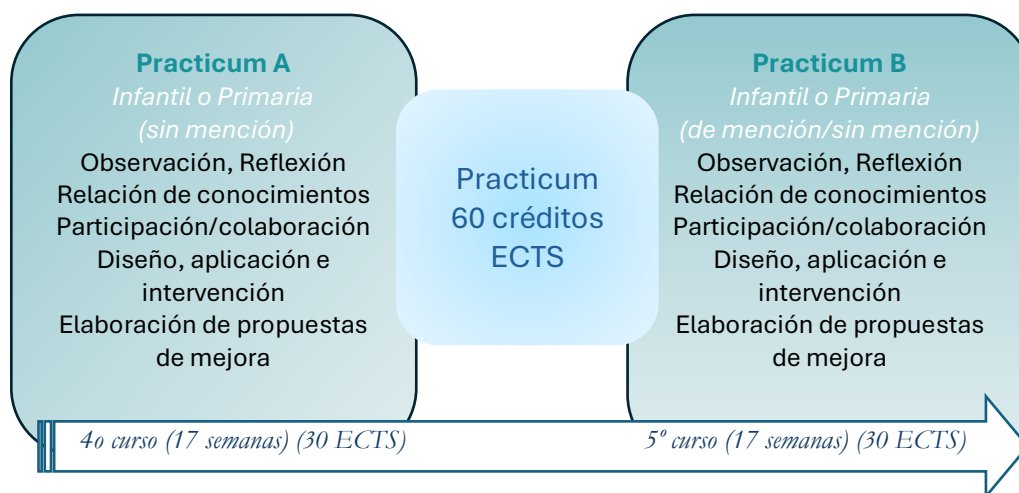 Practicum A
Infantil o Primaria
(sin mención)
Observación, Reflexión
Relación de conocimientos
Participación/colaboración
Diseño, aplicación e
intervención
Elaboración de propuestas
de mejora
Practicum
60 créditos
ECTS
Practicum B
Infantil o Primaria
(de mención/sin mención)
Observación, Reflexión
Relación de conocimientos
Participación/colaboración
Diseño, aplicación e
intervención
Elaboración de propuestas
de mejora
4o curso (17 semanas) (30 ECTS)
5º curso (17 semanas) (30 ECTS)